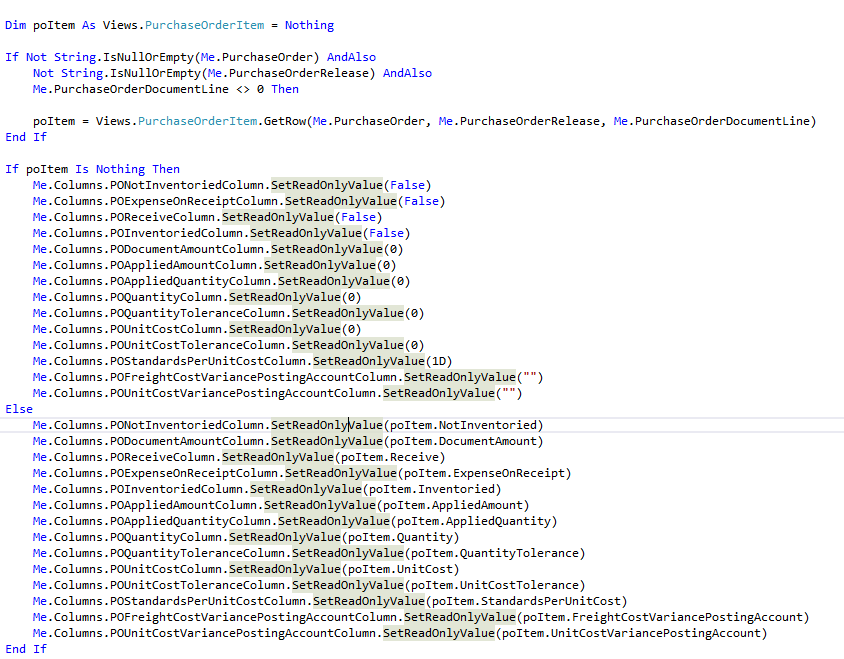 Dim poItem As Views.PurchaseOrderItem = Nothing
If Not String.IsNullOrEmpty(Me.PurchaseOrder) AndAlso
Not String.IsNullOrEmpty(Me.PurchaseOrderRelease) AndAlso
Me.PurchaseOrderDocumentLine <> 0 Then
poItem = Views.PurchaseOrderItem.GetRow(Me.PurchaseOrder, Me.PurchaseOrderRelease, Me.PurchaseOrderDocumentLine)
End If
If poItem Is Nothing Then
Me.Columns.PONotInventoriedColumn.SetReadOnlyValue(False)
Me.Columns.POExpenseOnReceiptColumn.SetReadOnlyValue(False)
Me.Columns.POReceiveColumn.SetReadOnlyValue(False)
Me.Columns.POInventoriedColumn.SetReadOnlyValue(False)
Me.Columns.PODocumentAmountColumn.SetReadOnlyValue(0)
Me.Columns.POAppliedAmountColumn.SetReadOnlyValue(0)
Me.Columns.POAppliedQuantityColumn.SetReadOnlyValue(0)
Me.Columns.POQuantityColumn.SetReadOnlyValue(0)
Me.Columns.POQuantityToleranceColumn.SetReadOnlyValue(0)
Me.Columns.POUnitCostColumn.SetReadOnlyValue(0)
Me.Columns.POUnitCostToleranceColumn.SetReadOnlyValue(0)
Me.Columns.POStandardsPerUnitCostColumn.SetReadOnlyValue(1D)
Me.Columns.POFreightCostVariancePostingAccountColumn.SetReadOnlyValue("")
Me.Columns.POUnitCostVariancePostingAccountColumn.SetReadOnlyValue("")
Else
Me.Columns.PONotInventoriedColumn.SetReadOnlyValue(poItem.NotInventoried)
Me.Columns.PODocumentAmountColumn.SetReadOnlyValue(poItem.DocumentAmount)
Me.Columns.POReceiveColumn.SetReadOnlyValue(poItem.Receive)
Me.Columns.POExpenseOnReceiptColumn.SetReadOnlyValue(poItem.ExpenseOnReceipt)
Me.Columns.POInventoriedColumn.SetReadOnlyValue(poItem.Inventoried)
Me.Columns.POAppliedAmountColumn.SetReadOnlyValue(poItem.AppliedAmount)
Me.Columns.POAppliedQuantityColumn.SetReadOnlyValue(poItem.AppliedQuantity)
Me.Columns.POQuantityColumn.SetReadOnlyValue(poItem.Quantity)
Me.Columns.POQuantityToleranceColumn.SetReadOnlyValue(poItem.QuantityTolerance)
Me.Columns.POUnitCostColumn.SetReadOnlyValue(poItem.UnitCost)
Me.Columns.POUnitCostToleranceColumn.SetReadOnlyValue(poItem.UnitCostTolerance)
Me.Columns.POStandardsPerUnitCostColumn.SetReadOnlyValue(poItem.StandardsPerUnitCost)
Me.Columns.POFreightCostVariancePostingAccountColumn.SetReadOnlyValue(poItem.FreightCostVariancePostingAccount)
Me.Columns.POUnitCostVariancePostingAccountColumn.SetReadOnlyValue(poItem.UnitCostVariancePostingAccount)
End If